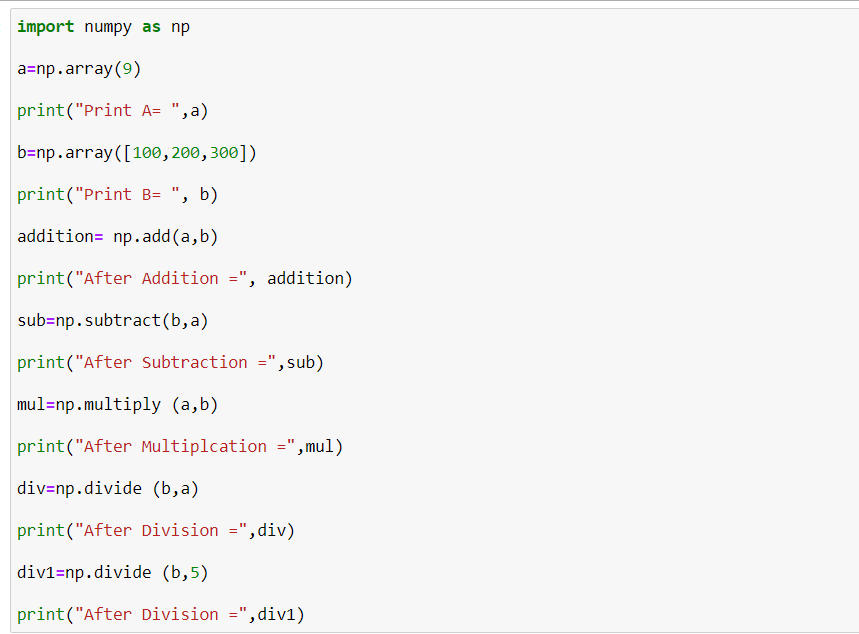 import numpy as np
a=np.array(9)
print("Print A= ",a)
b=np.array([100,200,300])
print("Print B= ", b)
addition= np.add(a,b)
print("After Addition =", addition)
sub=np.subtract(b,a)
print("After Subtraction =",sub)
mul=np.multiply (a,b)
print("After Multiplcation =",mul)
div=np.divide (b,a)
print("After Division =",div)
div1=np.divide (b,5)
print("After Division =",div1)